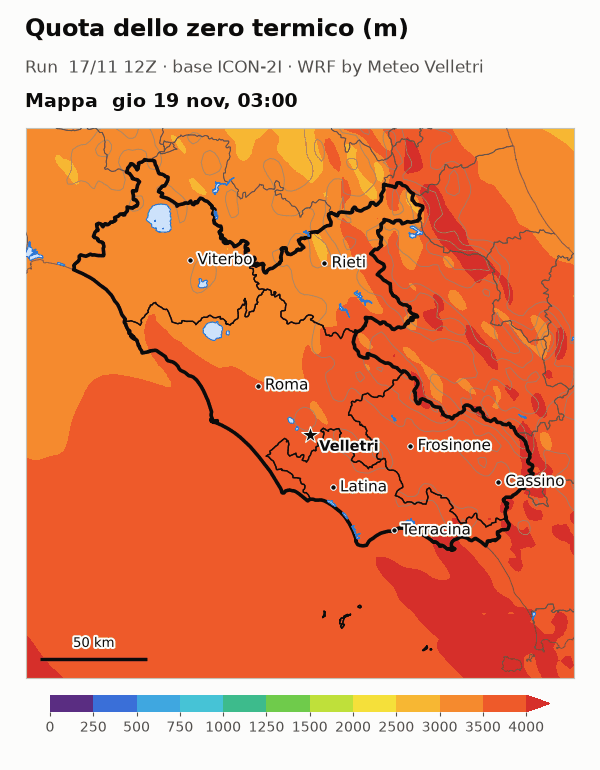 Quota dello zero termico (m)
Run  17/11 12Z · base ICON-2I · WRF by Meteo Velletri
Mappa  gio 19 nov, 03:00
Viterbo
Rieti
Roma
Velletri
Frosinone
Latina
Cassino
Terracina
50 km
0 250 500 750 1000 1250 1500 2000 2500 3000 3500 4000